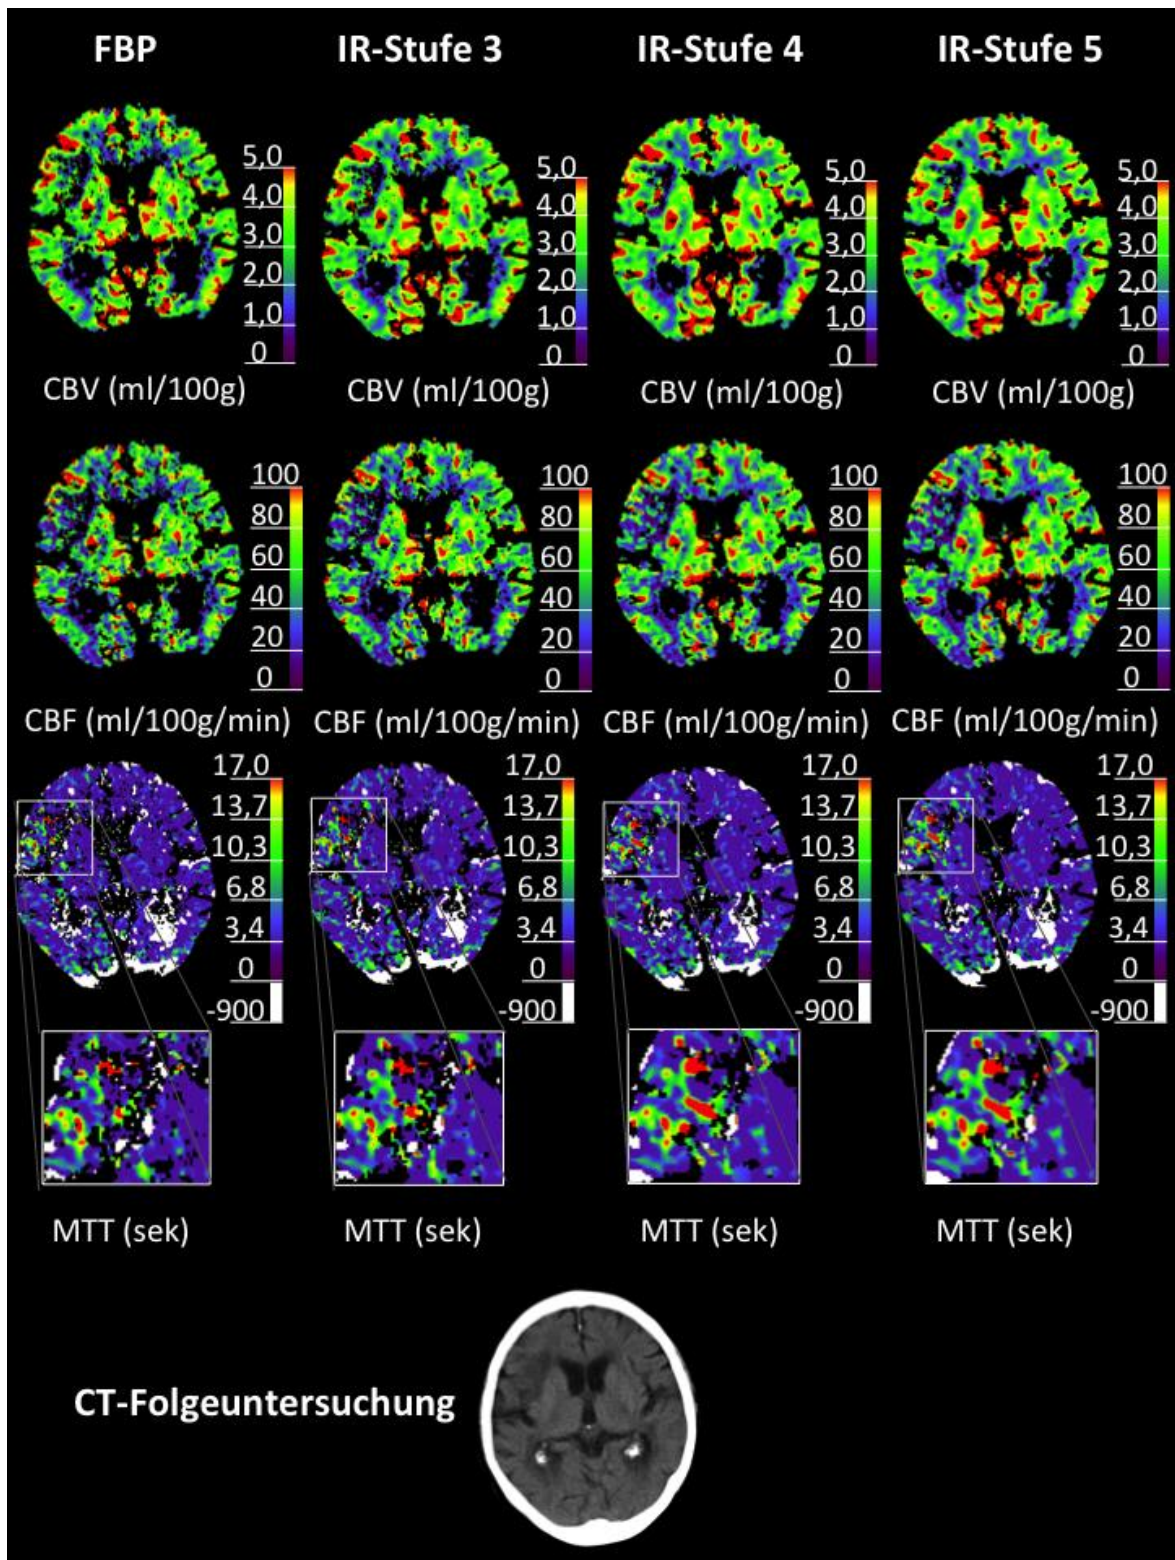 FBP IR-Stufe 3 IR-Stufe 4 IR-Stufe 5
5,0 5,0 5,0 5,0
4,0 4,0 4,0 4,0
3,0 3,0 3,0 3,0
2,0 2,0 2,0 2,0
1,0 1,0 1,0 1,0
0 0 0 0
CBV (ml/100g) CBV (ml/100g) CBV (ml/100g) CBV (ml/100g)
100 100 100 100
80 80 80 80
60 60 60 60
40 40 40 40
20 20 20 20
0 0 0 0
CBF (ml/100g/min) CBF (ml/100g/min) CBF (ml/100g/min) CBF (ml/100g/min)
17,0 17,0 17,0 17,0
13,7 13,7 13,7 13,7
10,3 10,3 10,3 10,3
6,8 6,8 6,8 6,8
3,4 3,4 3,4 3,4
0 0 0 0
-900 -900 -900 -900
MTT (sek) MTT (sek) MTT (sek) MTT (sek)
CT-Folgeuntersuchung